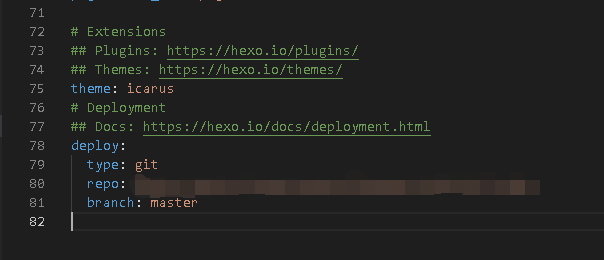 71
72 # Extensions
73 ## Plugins: https://hexo.io/plugins/
74 ## Themes: https://hexo.io/themes/
75 theme: icarus
76 # Deployment
77 ## Docs: https://hexo.io/docs/deployment.html
78 deploy:
79 type: git
80 repo:
81 branch: master
82